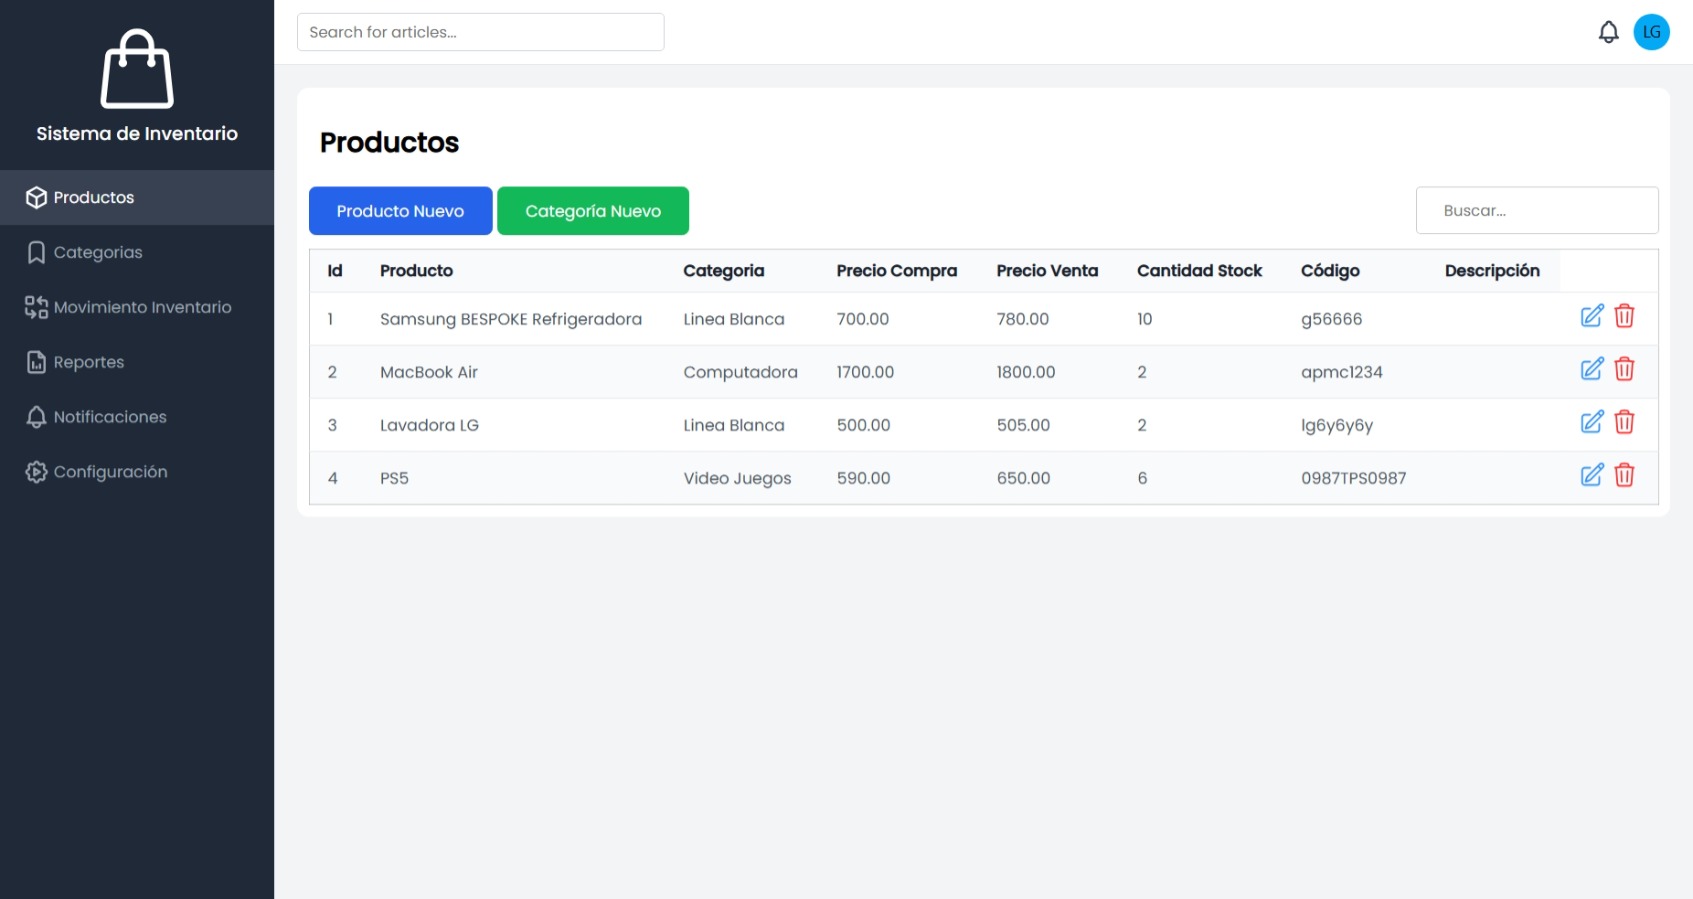 Search for articles...
LG
Sistema de Inventario
Productos
Categorias
Movimiento Inventario
Reportes
Notificaciones
Configuración
Productos
Producto Nuevo Categoría Nuevo Buscar...
Id Producto Categoria Precio Compra Precio Venta Cantidad Stock Código Descripción
1 Samsung BESPOKE Refrigeradora Linea Blanca 700.00 780.00 10 g56666
2 MacBook Air Computadora 1700.00 1800.00 2 apmc1234
3 Lavadora LG Linea Blanca 500.00 505.00 2 lg6y6y6y
4 PS5 Video Juegos 590.00 650.00 6 0987TPS0987